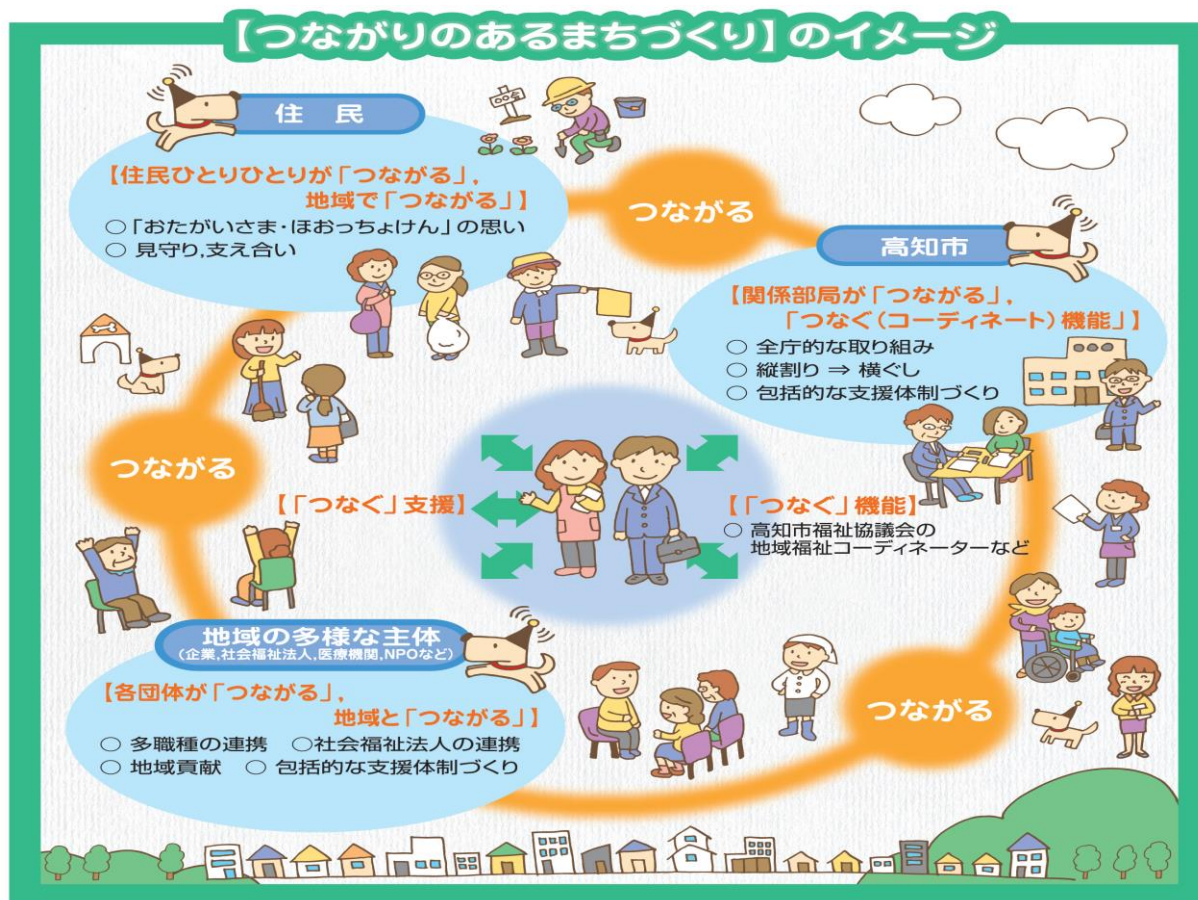 【つながりのあるまちづくり】のイメージ
住 民
【住民ひとりひとりが「つながる」,
地域で「つながる」】
○「おたがいさま・ほおっちょけん」の思い
○ 見守り,支え合い
○○会
つながる
高知市
【関係部局が「つながる」,
「つなぐ(コーディネート)機能」】
○ 全庁的な取り組み
○ 縦割り ⇒ 横ぐし
○ 包括的な支援体制づくり
つながる
【「つなぐ」支援】
【「つなぐ」機能】
○ 高知市福祉協議会の
地域福祉コーディネーターなど
地域の多様な主体
(企業,社会福祉法人,医療機関,NPOなど)
【各団体が「つながる」,
地域と「つながる」】
○ 多職種の連携 ○社会福祉法人の連携
○ 地域貢献 ○ 包括的な支援体制づくり
つながる